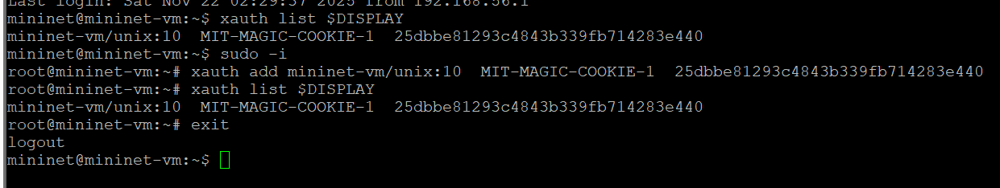 Last login: Sat Nov 22 02:29:37 2025 from 192.168.56.1
mininet@mininet-vm:~$ xauth list $DISPLAY
mininet-vm/unix:10  MIT-MAGIC-COOKIE-1  25dbbe81293c4843b339fb714283e440
mininet@mininet-vm:~$ sudo -i
root@mininet-vm:~# xauth add mininet-vm/unix:10  MIT-MAGIC-COOKIE-1  25dbbe81293c4843b339fb714283e440
root@mininet-vm:~# xauth list $DISPLAY
mininet-vm/unix:10  MIT-MAGIC-COOKIE-1  25dbbe81293c4843b339fb714283e440
root@mininet-vm:~# exit
logout
mininet@mininet-vm:~$